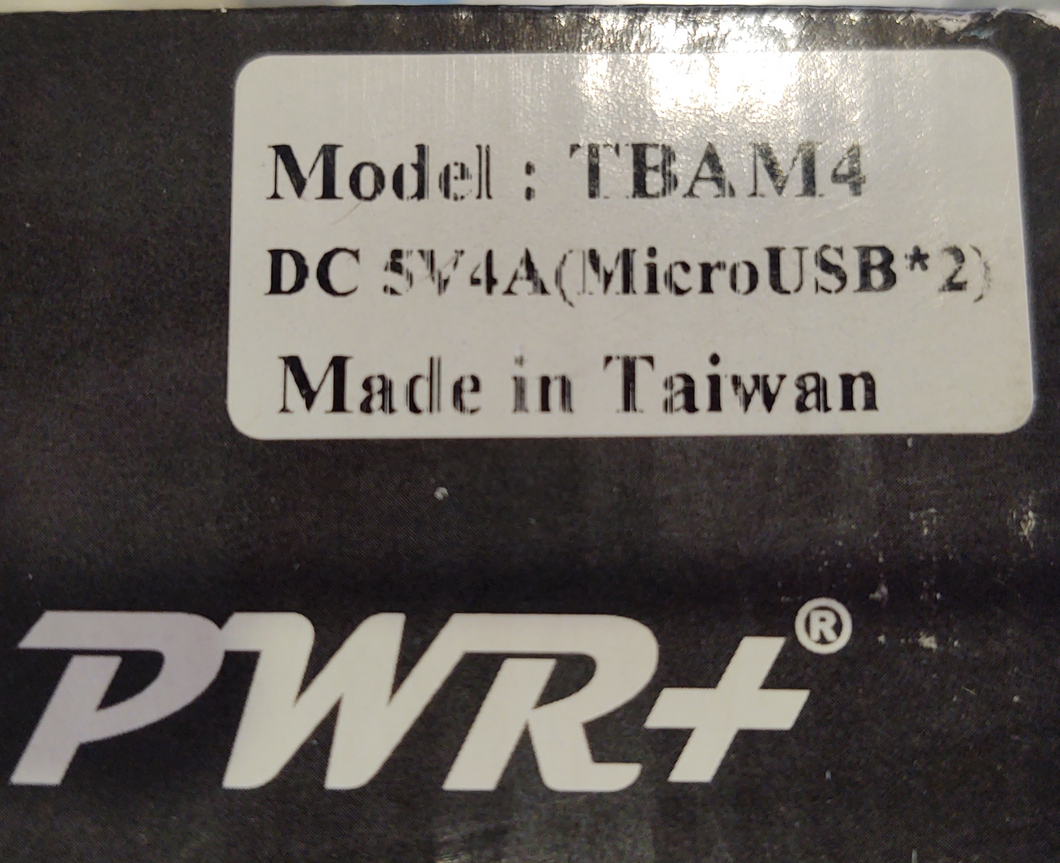 Model : TBAM4
DC 5V4A(MicroUSB*2)
Made in Taiwan
PWR+®